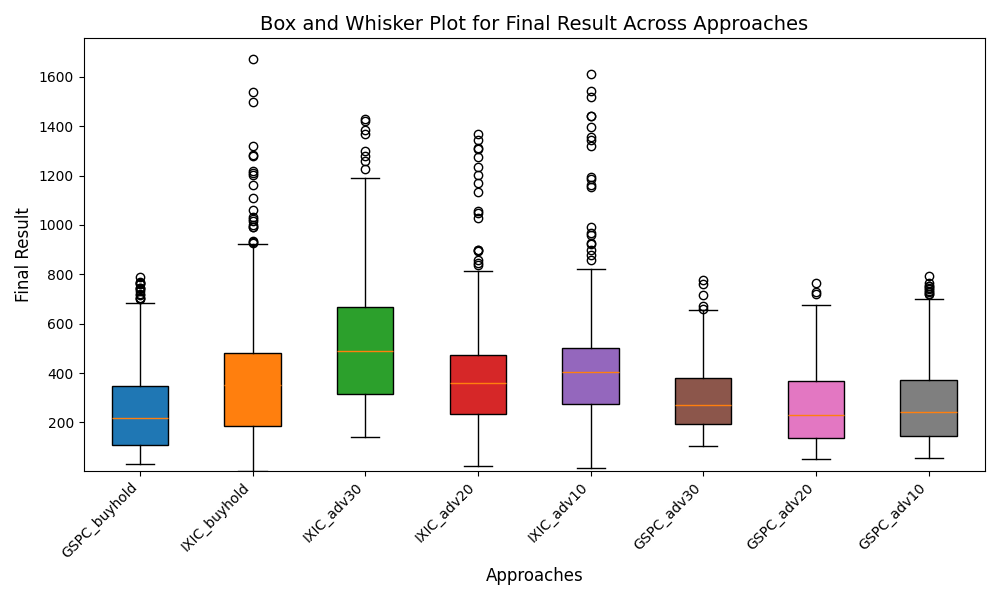 Box and Whisker Plot for Final Result Across Approaches
Final Result
1600
1400
1200
1000
800
600
400
200
GSPC_buyhold
IXIC_buyhold
IXIC_adv30
IXIC_adv20
IXIC_adv10
GSPC_adv30
GSPC_adv20
GSPC_adv10
Approaches